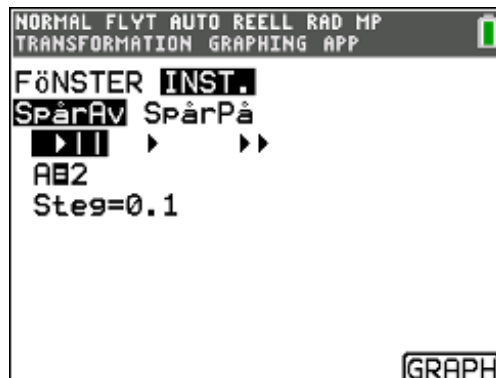 NORMAL FLYT AUTO REELL RAD MP
TRANSFORMATION GRAPHING APP
FöNSTER INST.
SpårAv SpårPå
A=2
Steg=0.1
GRAPH